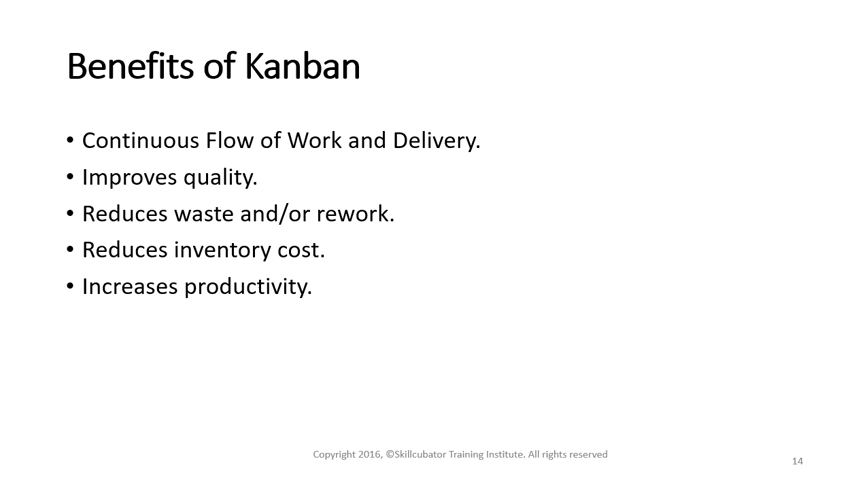 Benefits of Kanban
• Continuous Flow of Work and Delivery.
• Improves quality.
• Reduces waste and/or rework.
• Reduces inventory cost.
• Increases productivity.
Copyright 2016, ©Skillcubator Training Institute. All rights reserved
14